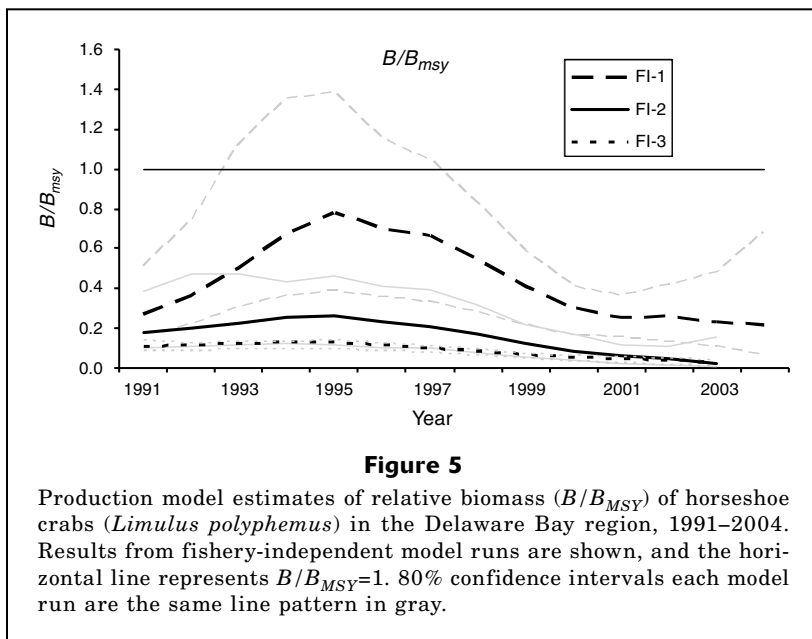 B/Bmsy
1.6
1.4
1.2
1.0
0.8
0.6
0.4
0.2
0.0
B/Bmsy
FI-1
FI-2
FI-3
1991 1993 1995 1997 1999 2001 2003
Year
Figure 5
Production model estimates of relative biomass (B/BMSY) of horseshoe
crabs (Limulus polyphemus) in the Delaware Bay region, 1991–2004.
Results from fishery-independent model runs are shown, and the hori-
zontal line represents B/BMSY=1. 80% confidence intervals each model
run are the same line pattern in gray.